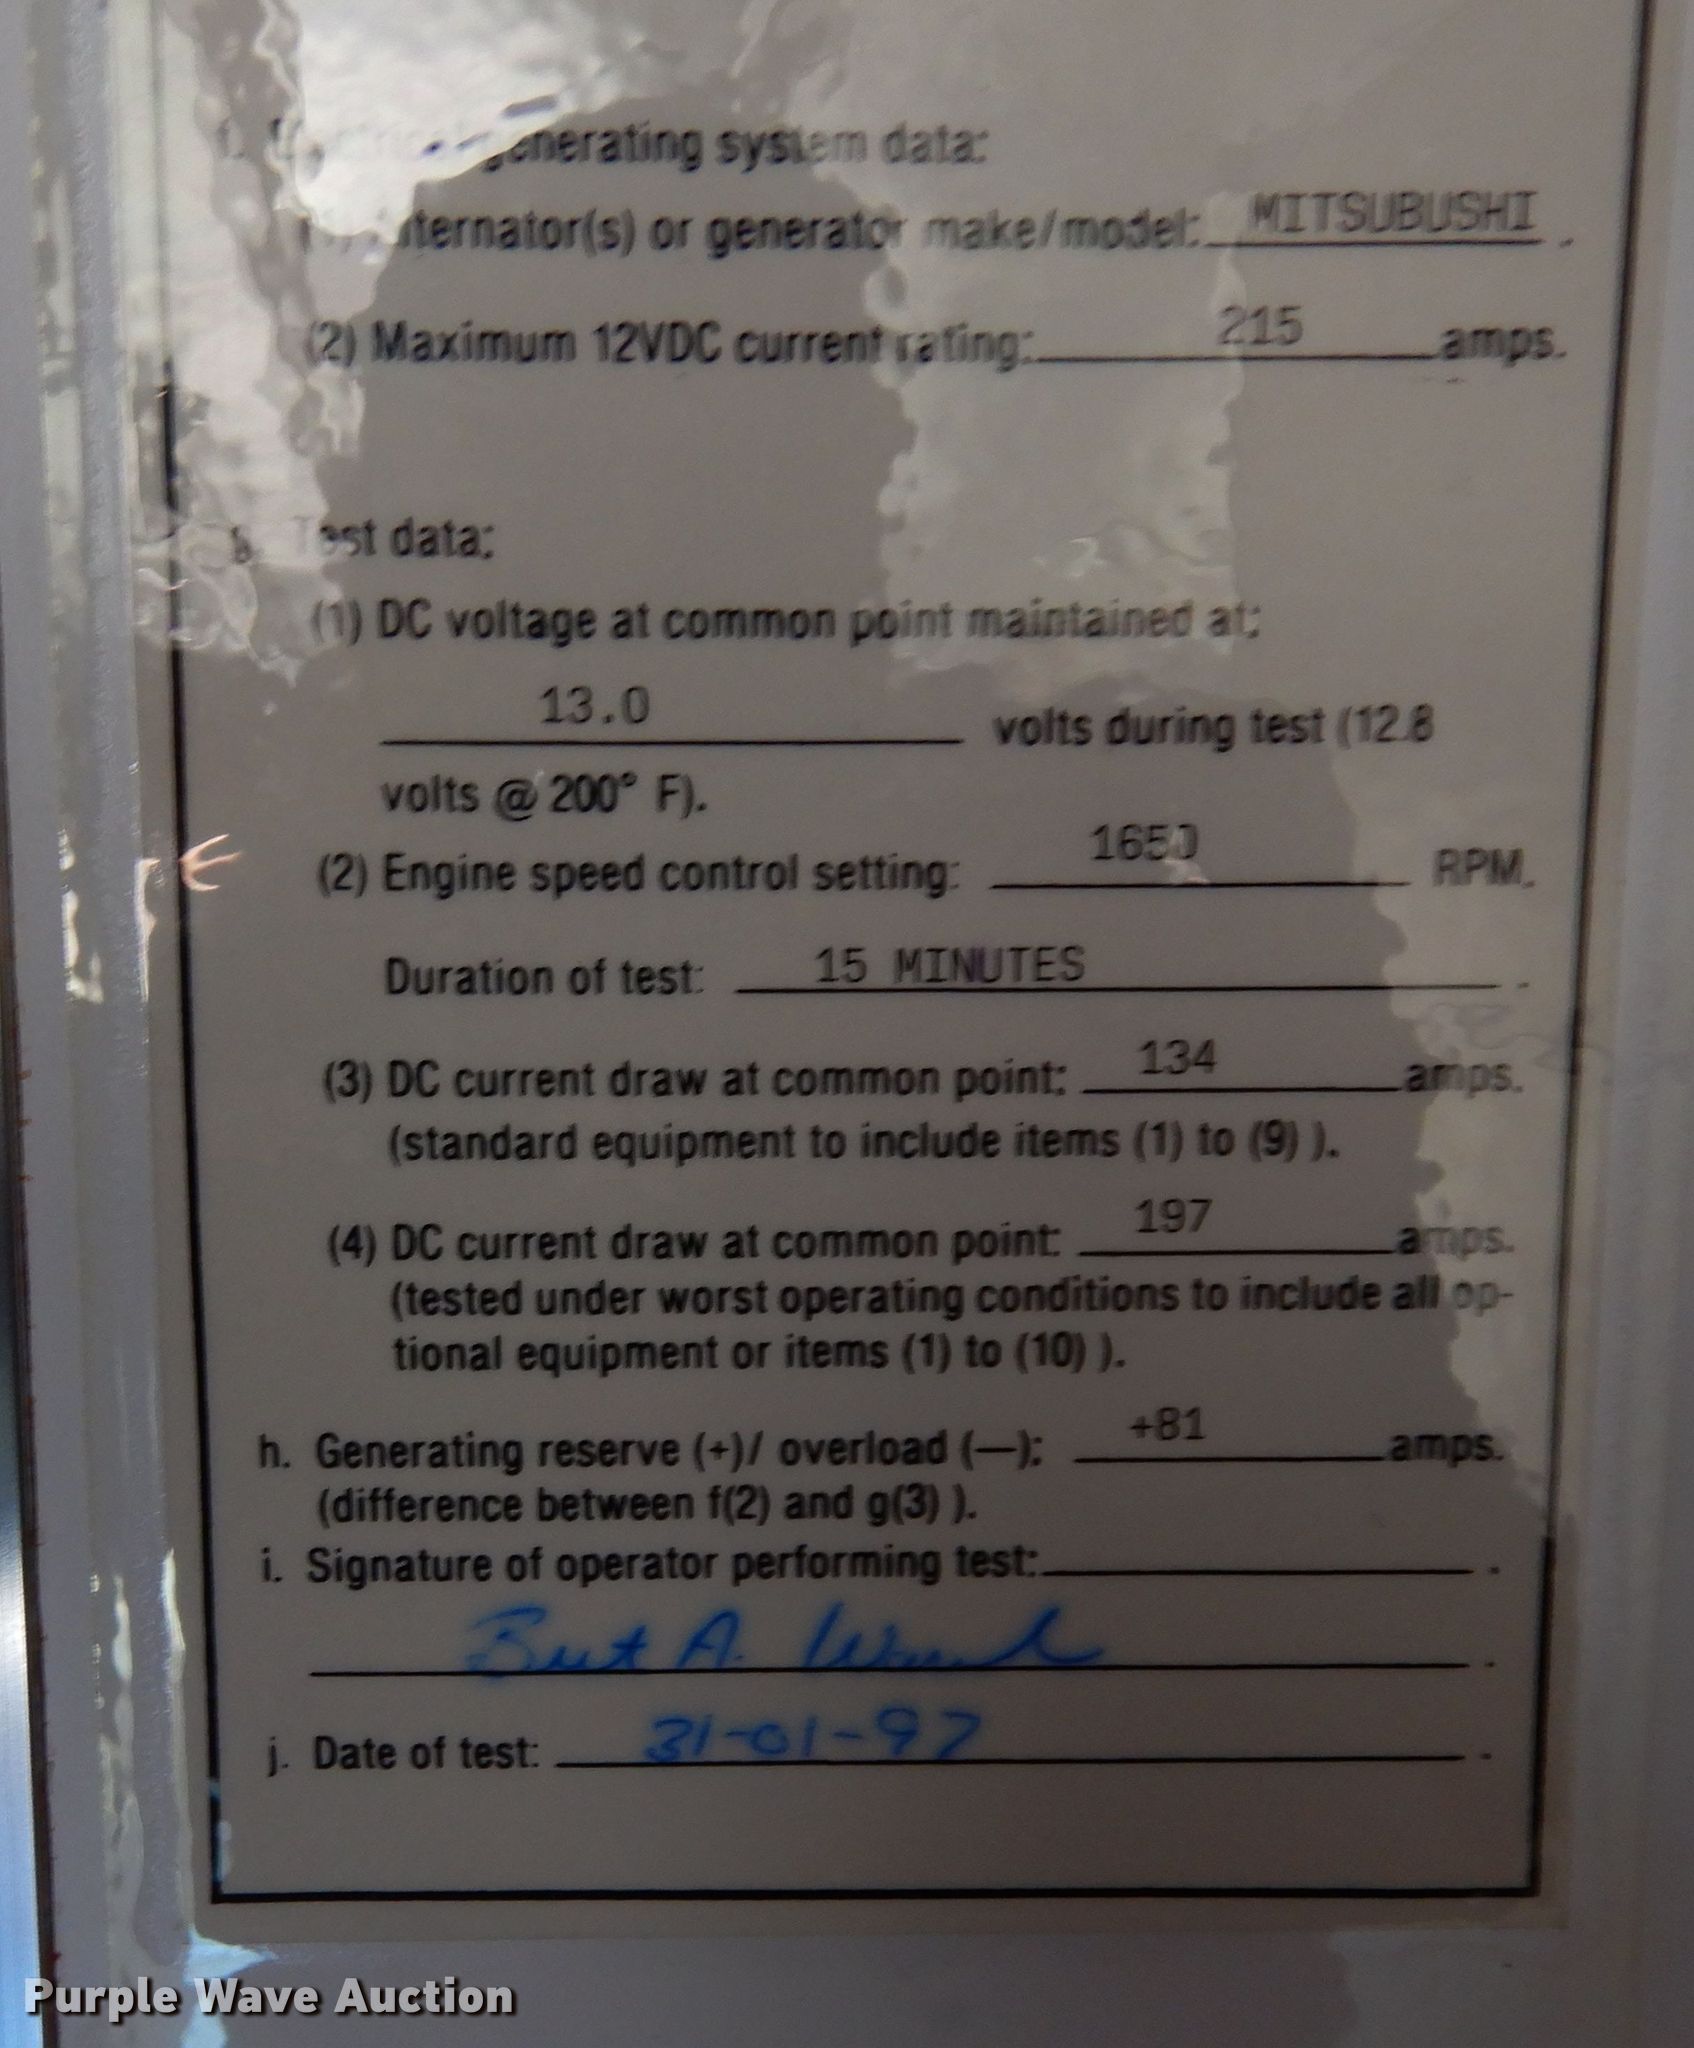 generating system data:
(s) or generator make/model: MITSUBUSHI .
(2) Maximum 12VDC current rating: 215 amps.
Test data:
(1) DC voltage at common point maintained at:
13.0 volts during test (12.8
volts @ 200° F).
(2) Engine speed control setting: 1650 RPM.
Duration of test: 15 MINUTES .
(3) DC current draw at common point: 134 amps.
(standard equipment to include items (1) to (9) ).
(4) DC current draw at common point: 197 amps.
(tested under worst operating conditions to include all op-
tional equipment or items (1) to (10) ).
h. Generating reserve (+)/ overload (—): +81 amps.
(difference between f(2) and g(3) ).
i. Signature of operator performing test: .
A. .
j. Date of test: 31-01-97 .
Purple Wave Auction